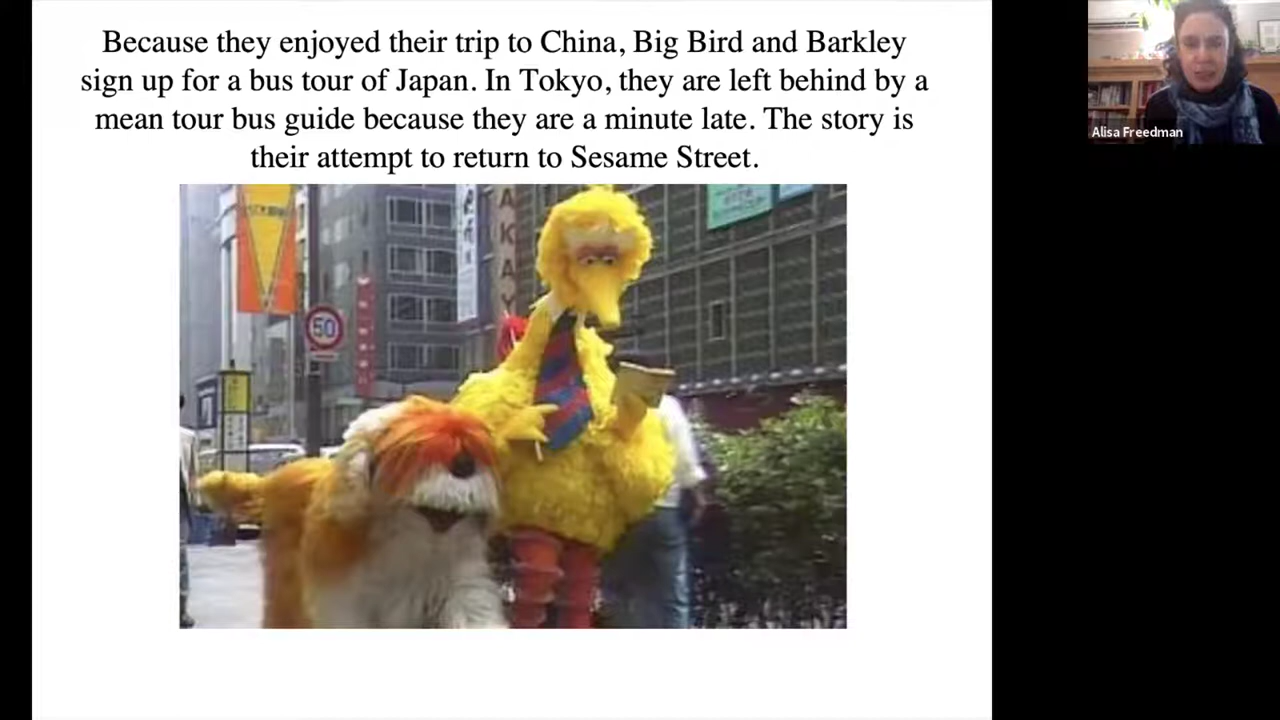 Because they enjoyed their trip to China, Big Bird and Barkley
sign up for a bus tour of Japan. In Tokyo, they are left behind by a
mean tour bus guide because they are a minute late. The story is
their attempt to return to Sesame Street.
Alisa Freedman
AKAY
50